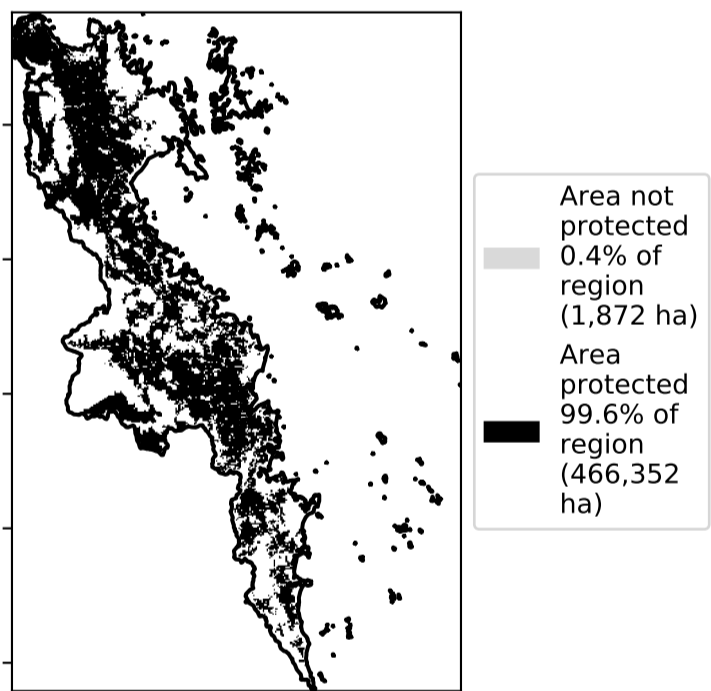 Area not
protected
0.4% of
region
(1,872 ha)
Area
protected
99.6% of
region
(466,352
ha)